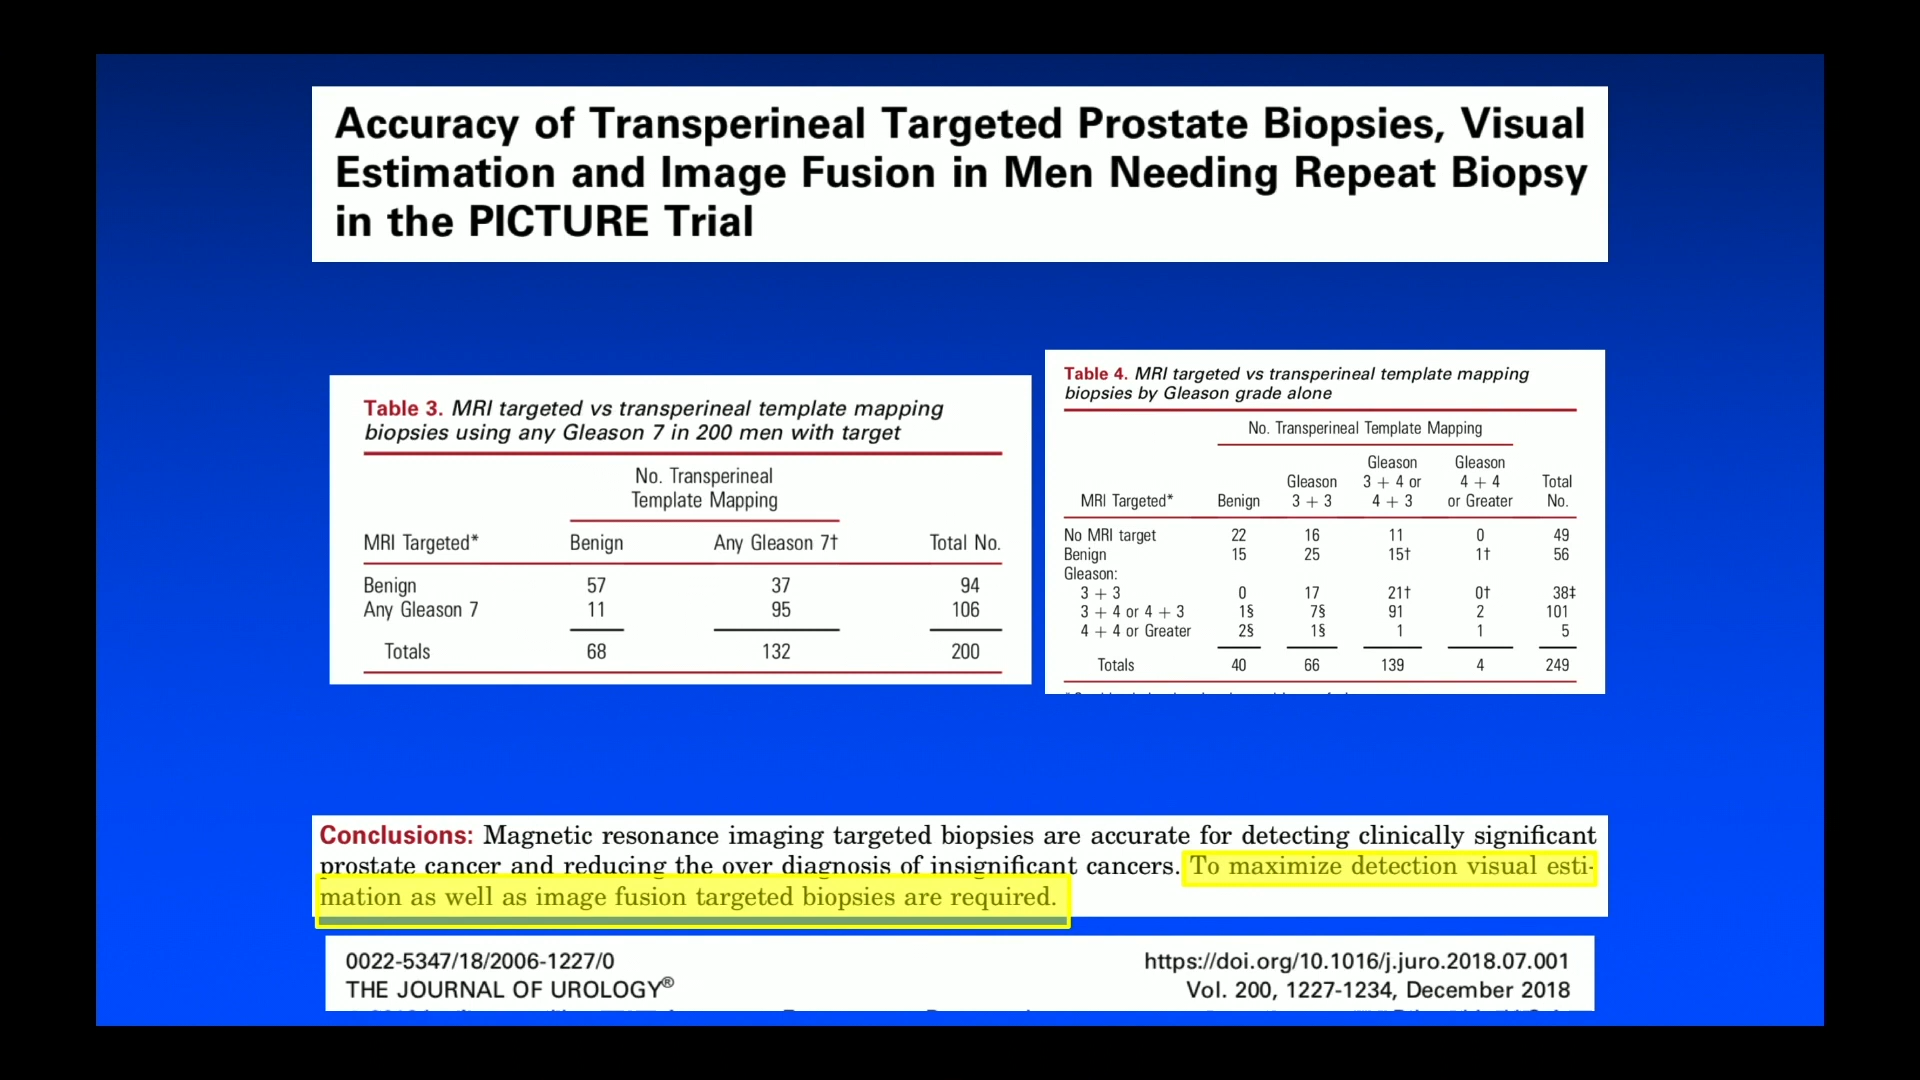 Accuracy of Transperineal Targeted Prostate Biopsies, Visual
Estimation and Image Fusion in Men Needing Repeat Biopsy
in the PICTURE Trial
Table 3. MRI targeted vs transperineal template mapping
biopsies using any Gleason 7 in 200 men with target
No. Transperineal
Template Mapping
MRI Targeted* Benign Any Gleason 7† Total No.
Benign 57 37 94
Any Gleason 7 11 95 106
Totals 68 132 200
Table 4. MRI targeted vs transperineal template mapping
biopsies by Gleason grade alone
No. Transperineal Template Mapping
Gleason Gleason
Gleason 3 + 4 or 4 + 4 Total
MRI Targeted* Benign 3 + 3 4 + 3 or Greater No.
No MRI target 22 16 11 0 49
Benign 15 25 15† 1† 56
Gleason:
3 + 3 0 17 21† 0† 38‡
3 + 4 or 4 + 3 1§ 7§ 91 2 101
4 + 4 or Greater 2§ 1§ 1 1 5
Totals 40 66 139 4 249
Conclusions: Magnetic resonance imaging targeted biopsies are accurate for detecting clinically significant
prostate cancer and reducing the over diagnosis of insignificant cancers. To maximize detection visual esti-
mation as well as image fusion targeted biopsies are required.
0022-5347/18/2006-1227/0 https://doi.org/10.1016/j.juro.2018.07.001
THE JOURNAL OF UROLOGY® Vol. 200, 1227-1234, December 2018